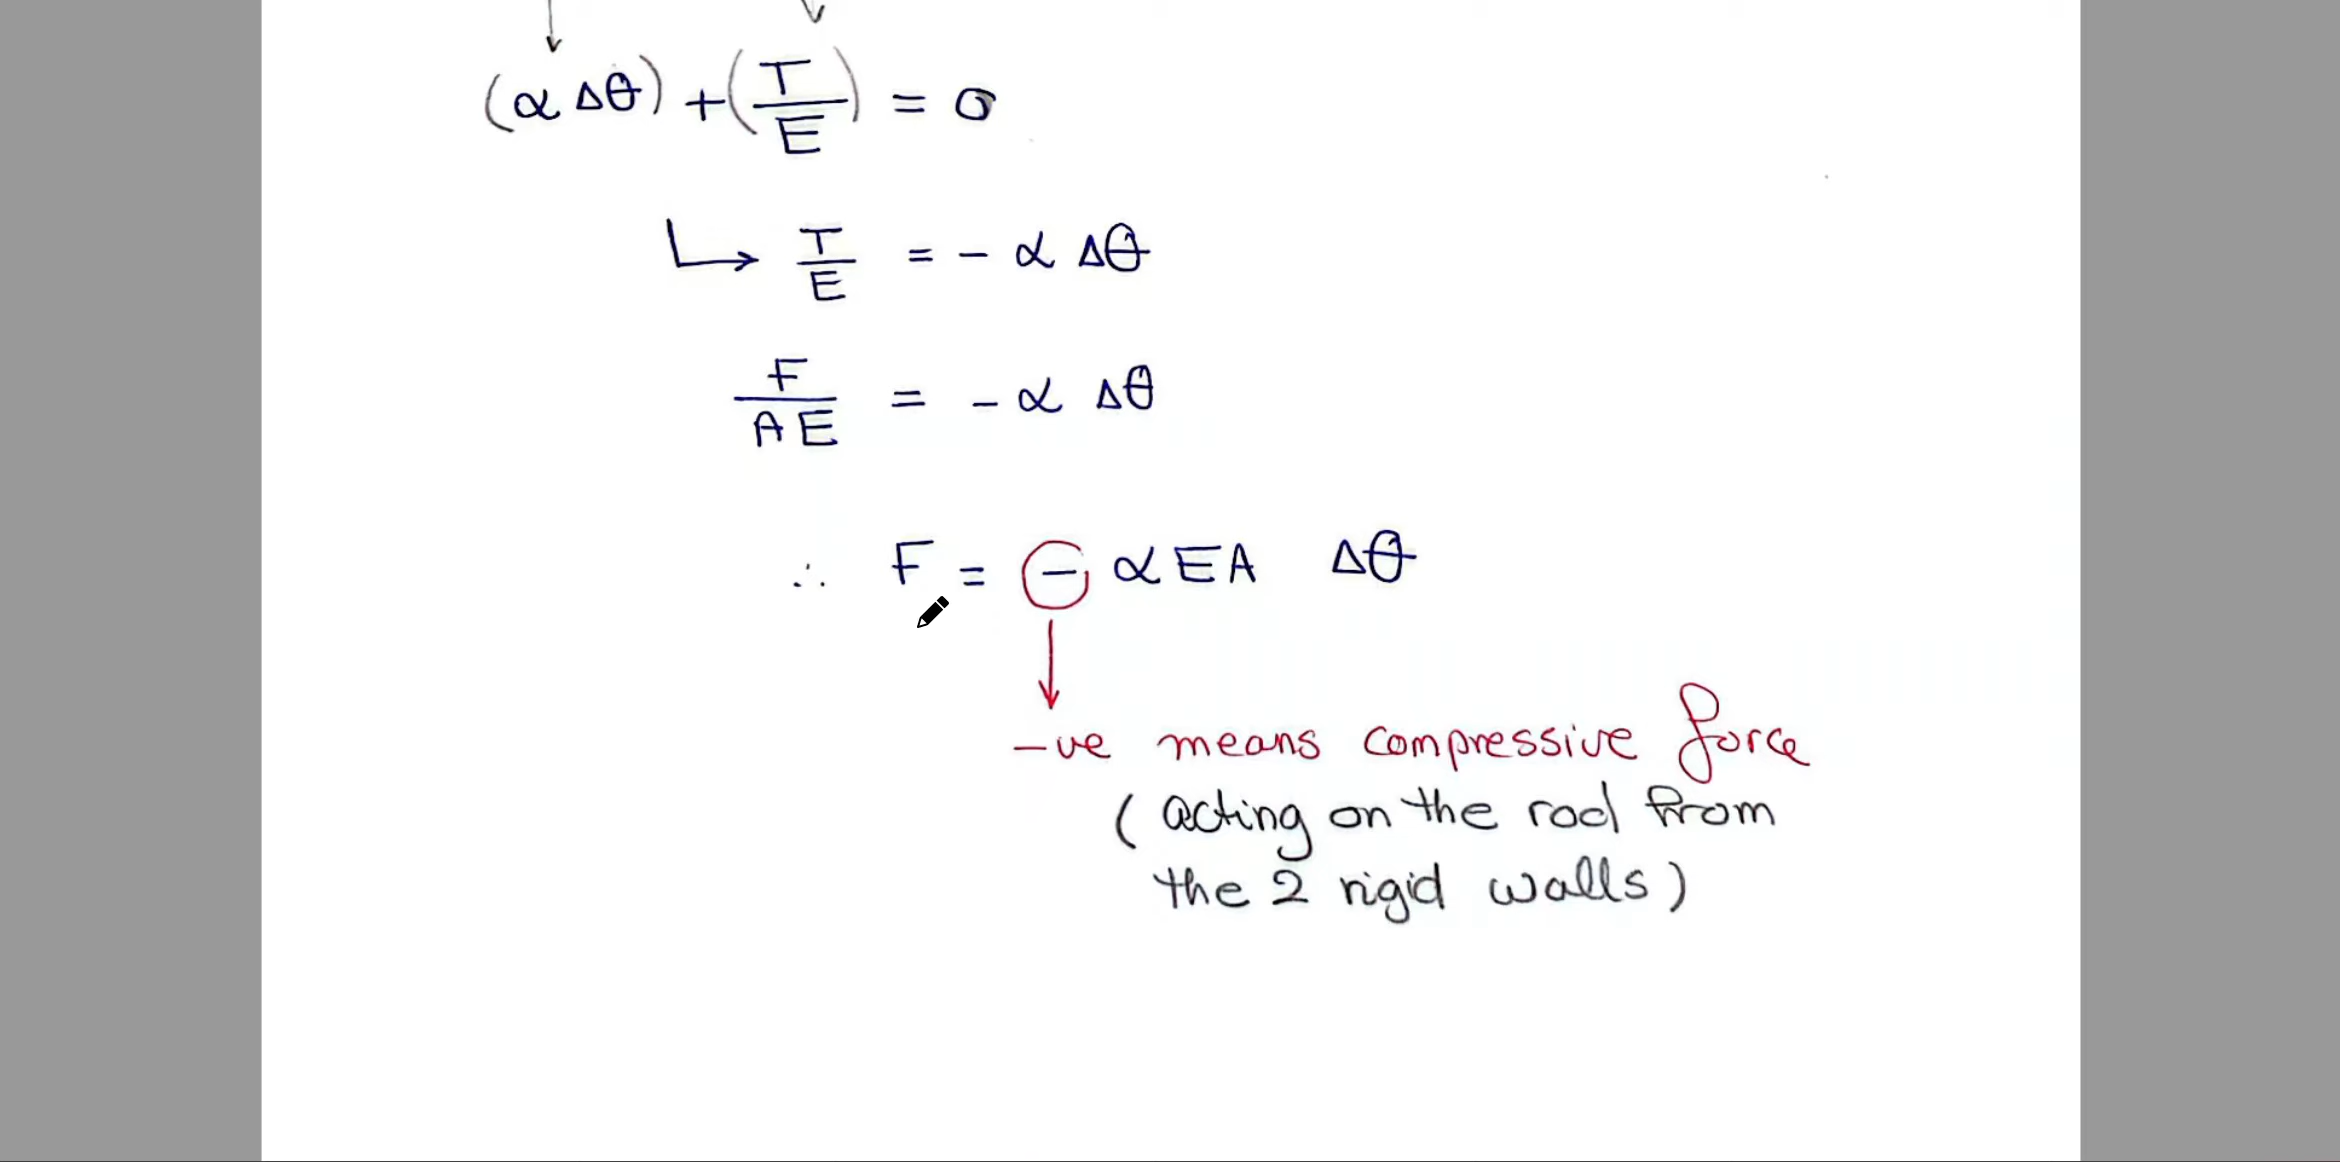 (α Δθ) + (T/E) = 0
↳ T/E = - α Δθ
F/AE = - α Δθ
∴ F = - α E A Δθ
-ve means compressive force
(acting on the rod from
the 2 rigid walls)